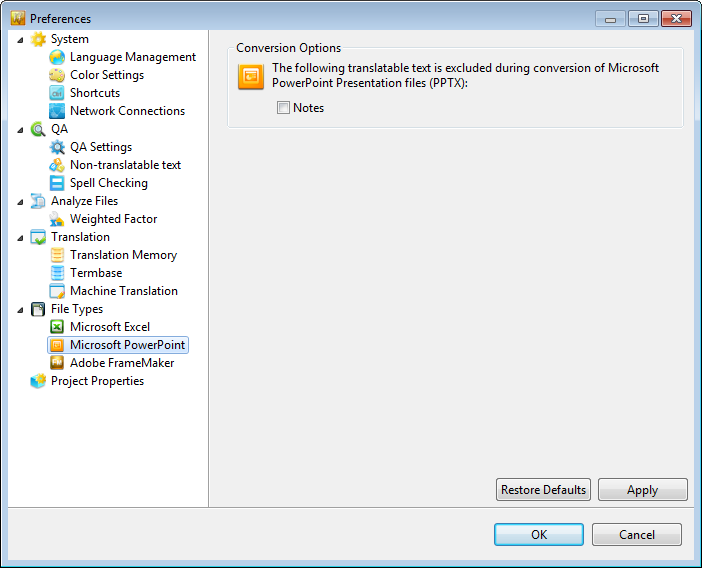 Preferences
System
Language Management
Color Settings
Shortcuts
Network Connections
QA
QA Settings
Non-translatable text
Spell Checking
Analyze Files
Weighted Factor
Translation
Translation Memory
Termbase
Machine Translation
File Types
Microsoft Excel
Microsoft PowerPoint
Adobe FrameMaker
Project Properties
Conversion Options
The following translatable text is excluded during conversion of Microsoft
PowerPoint Presentation files (PPTX):
Notes
Restore Defaults
Apply
OK
Cancel